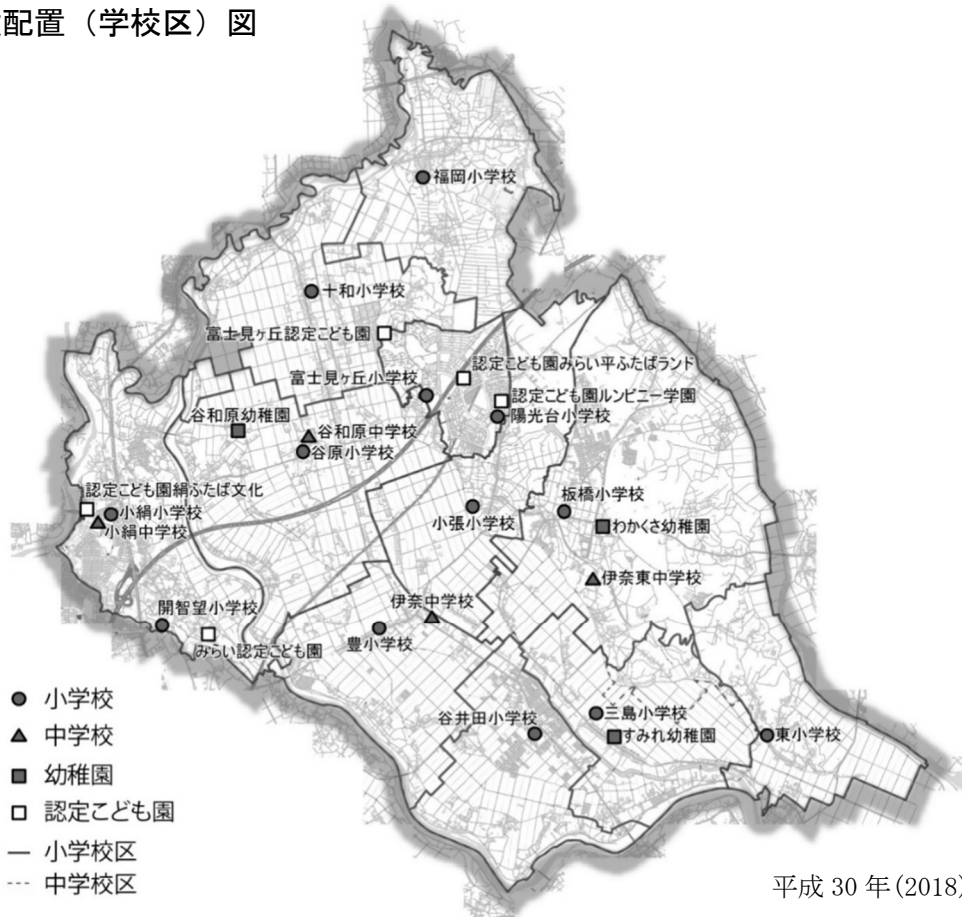 配置（学校区）図
福岡小学校
十和小学校
富士見ヶ丘認定こども園
認定こども園みらい平ふたばランド
富士見ヶ丘小学校
認定こども園ルンビニー学園
陽光台小学校
谷和原幼稚園
谷和原中学校
谷原小学校
認定こども園絹ふたば文化
小絹小学校
小絹中学校
小張小学校
板橋小学校
わかくさ幼稚園
伊奈東中学校
開智望小学校
みらい認定こども園
伊奈中学校
豊小学校
谷井田小学校
三島小学校
すみれ幼稚園
東小学校
小学校
中学校
幼稚園
認定こども園
小学校区
中学校区
平成 30 年(2018)